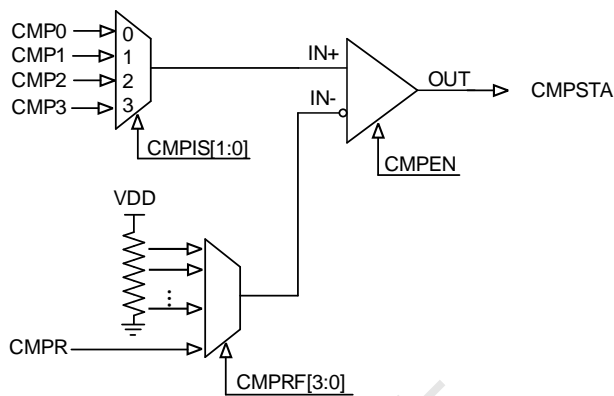 CMP0
CMP1
CMP2
CMP3
0
1
2
3
IN+
IN-
OUT
CMPSTA
CMPIS[1:0]
CMPEN
VDD
CMPR
CMPRF[3:0]